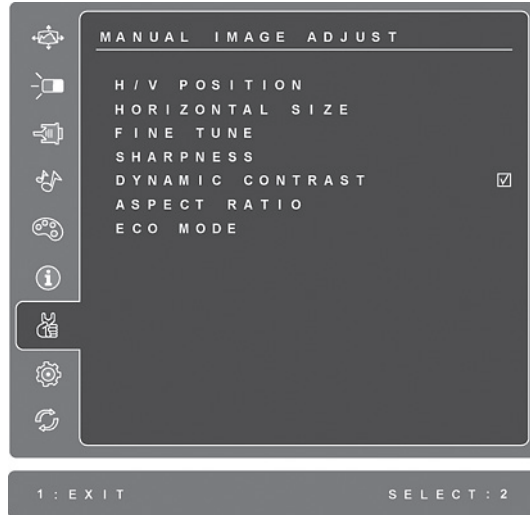 MANUAL IMAGE ADJUST
H/V POSITION
HORIZONTAL SIZE
FINE TUNE
SHARPNESS
DYNAMIC CONTRAST
ASPECT RATIO
ECO MODE
1:EXIT SELECT:2